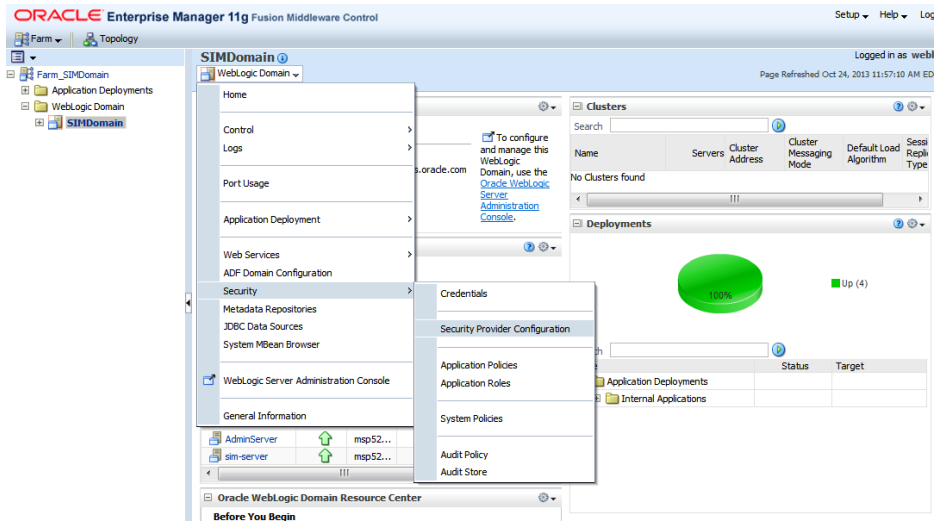 ORACLE Enterprise Manager 11g Fusion Middleware Control
Setup Help Log
Farm Topology
SIMDomain
Logged in as webl
WebLogic Domain
Page Refreshed Oct 24, 2013 11:57:10 AM ED
Farm_SIMDomain
Application Deployments
WebLogic Domain
SIMDomain
Home
Control
Logs
Port Usage
Application Deployment
Web Services
ADF Domain Configuration
Security
Metadata Repositories
JDBC Data Sources
System MBean Browser
WebLogic Server Administration Console
General Information
Credentials
Security Provider Configuration
Application Policies
Application Roles
System Policies
Audit Policy
Audit Store
s.oracle.com
To configure
and manage this
WebLogic
Domain, use the
Oracle WebLogic
Server
Administration
Console.
AdminServer msp52...
sim-server msp52...
Oracle WebLogic Domain Resource Center
Before You Begin
Clusters
Search
Name
Servers
Cluster
Address
Cluster
Messaging
Mode
Default Load
Algorithm
Sessi
Repli
Type
No Clusters found
Deployments
100%
Up (4)
Status Target
Application Deployments
Internal Applications